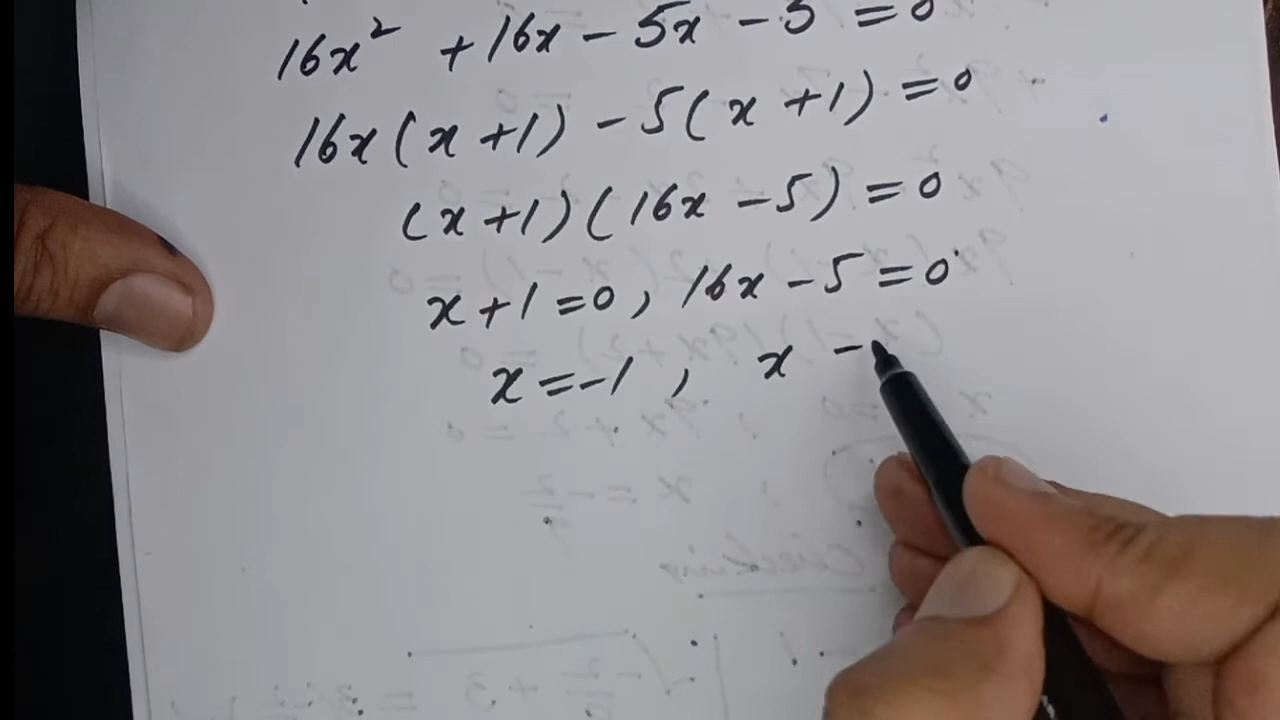 16x² + 16x - 5x - 5 = 0
16x(x+1) - 5(x+1) = 0
(x+1)(16x - 5) = 0
x+1 = 0, 16x - 5 = 0
x = -1 , x -